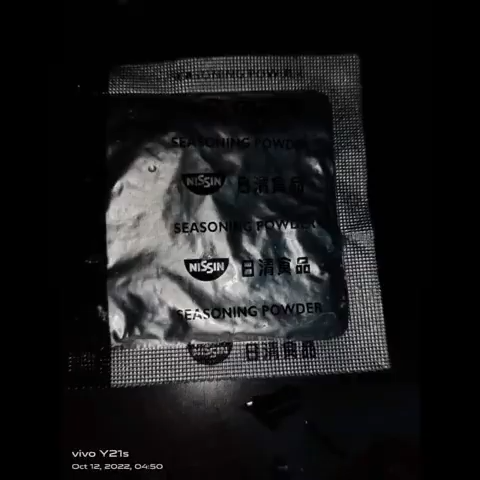 SEASONING POWDER
SEASONING POWDER
NISSIN 日清食品
SEASONING POWDER
NISSIN 日清食品
SEASONING POWDER
NISSIN 日清食品
vivo Y21s
Oct 12, 2022, 04:50